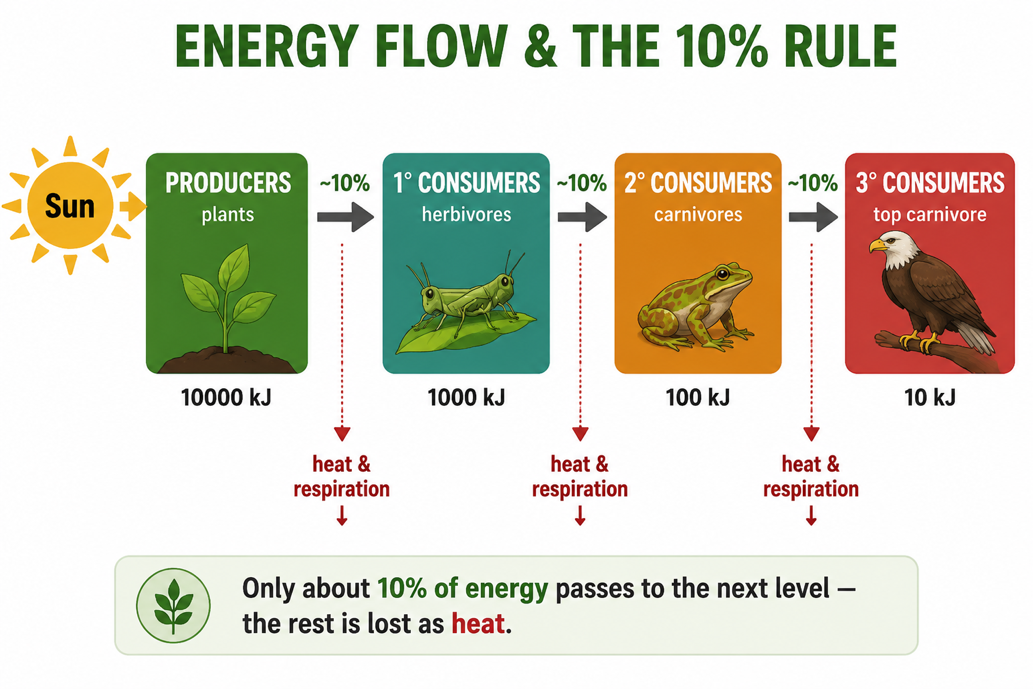 ENERGY FLOW & THE 10% RULE
Sun
PRODUCERS
plants
~10%
1° CONSUMERS
herbivores
~10%
2° CONSUMERS
carnivores
~10%
3° CONSUMERS
top carnivore
10000 kJ
1000 kJ
100 kJ
10 kJ
heat &
respiration
heat &
respiration
heat &
respiration
Only about 10% of energy passes to the next level —
the rest is lost as heat.